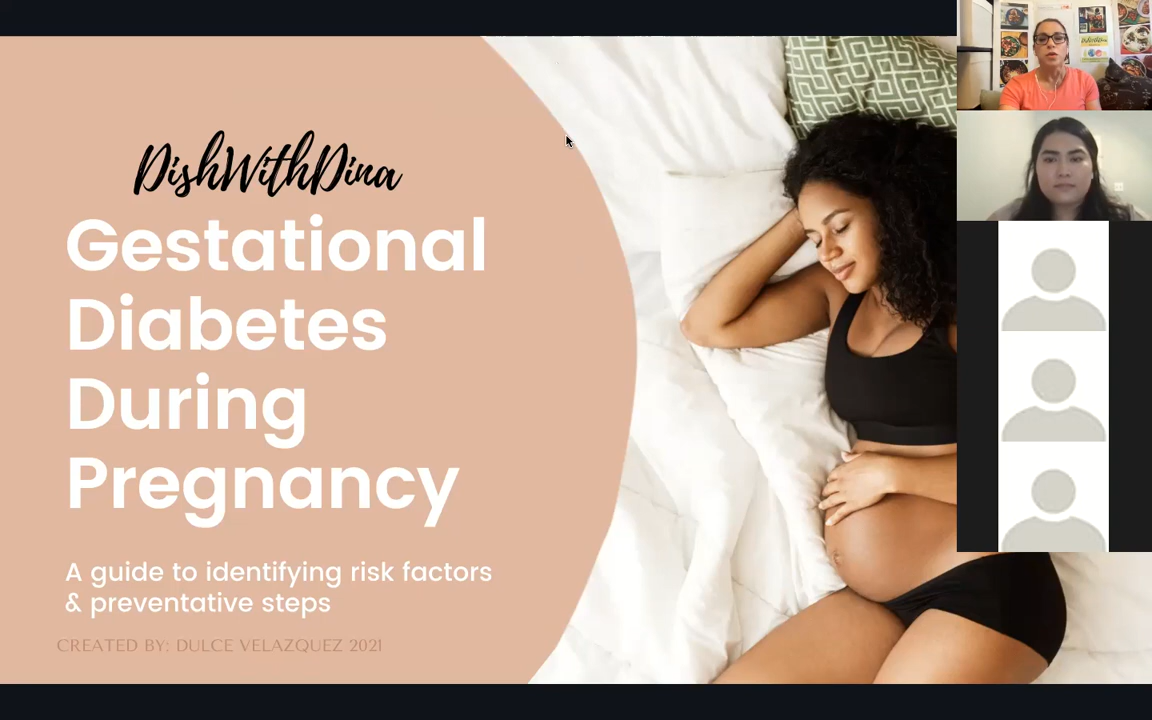 DishWithDina
Gestational
Diabetes
During
Pregnancy
A guide to identifying risk factors
& preventative steps
CREATED BY: DULCE VELAZQUEZ 2021